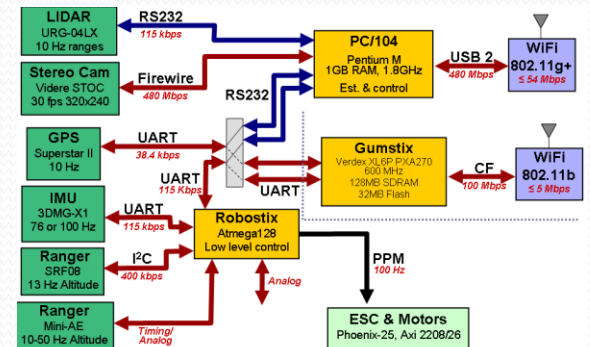 LIDAR
URG-04LX
10 Hz ranges
RS232
115 kbps
Stereo Cam
Videre STOC
30 fps 320x240
Firewire
480 Mbps
PC/104
Pentium M
1GB RAM, 1.8GHz
Est. & control
USB 2
480 Mbps
WiFi
802.11g+
≤ 54 Mbps
RS232
GPS
Superstar II
10 Hz
UART
38.4 kbps
UART
115 Kbps
UART
Gumstix
Verdex XL6P PXA270
600 MHz
128MB SDRAM
32MB Flash
CF
100 Mbps
WiFi
802.11b
≤ 5 Mbps
IMU
3DMG-X1
76 or 100 Hz
UART
115 kbps
Robostix
Atmega128
Low level control
Ranger
SRF08
13 Hz Altitude
I²C
400 kbps
Analog
PPM
100 Hz
Ranger
Mini-AE
10-50 Hz Altitude
Timing/
Analog
ESC & Motors
Phoenix-25, Axi 2208/26